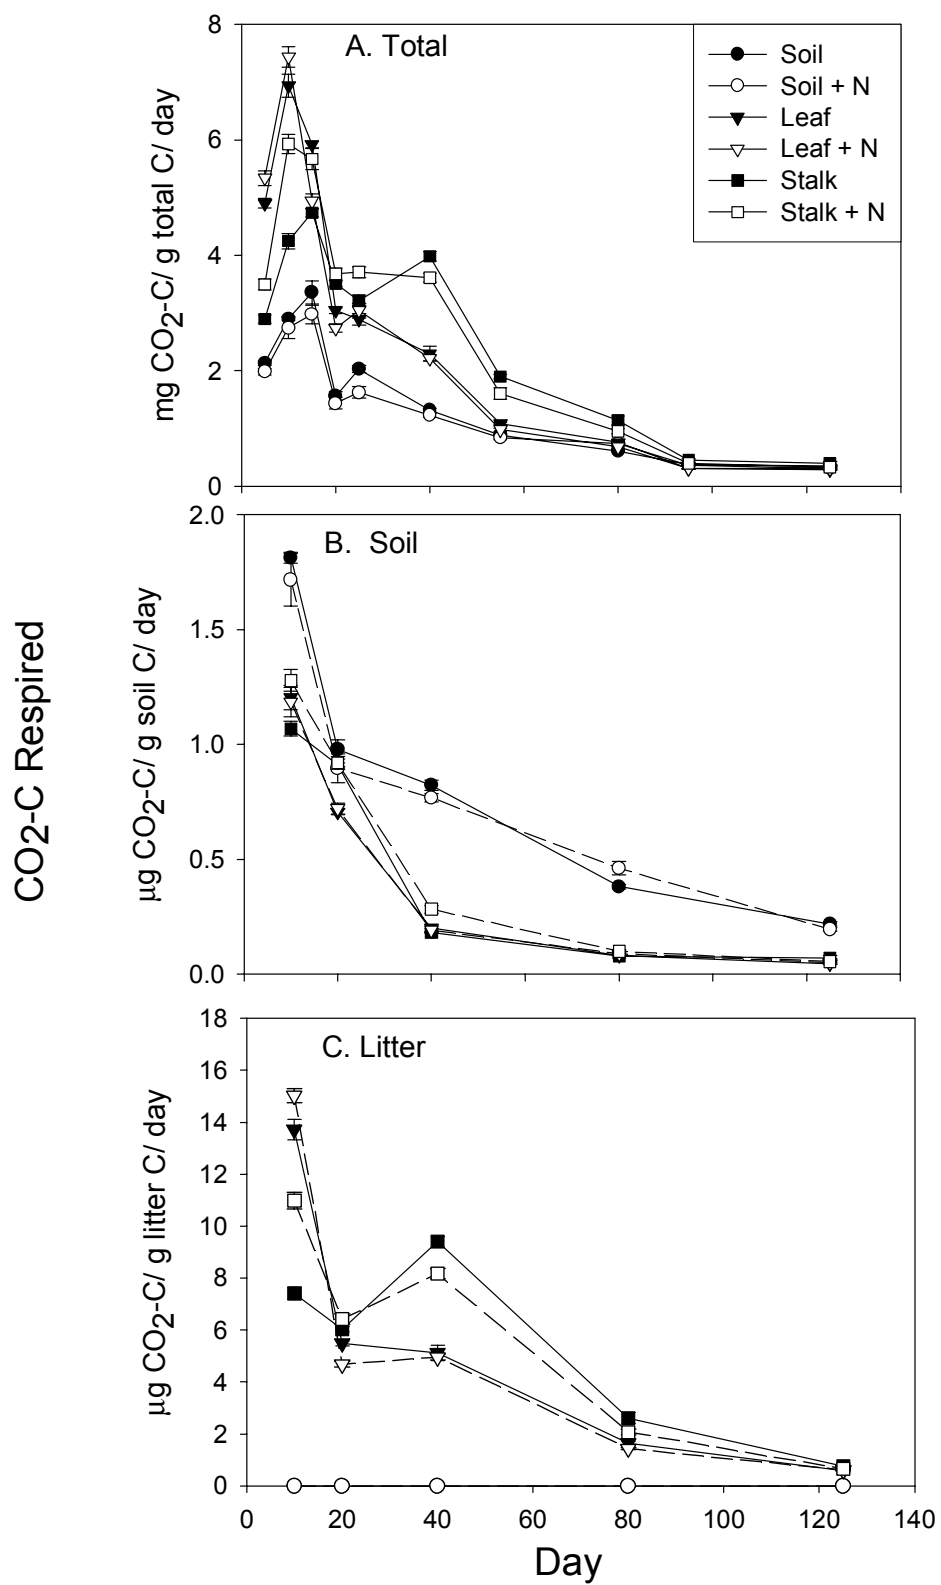 CO2-C Respired
8
6
4
2
0
mg CO2-C/ g total C/ day
A. Total
Soil
Soil + N
Leaf
Leaf + N
Stalk
Stalk + N
2.0
1.5
1.0
0.5
0.0
µg CO2-C/ g soil C/ day
B. Soil
18
16
14
12
10
8
6
4
2
0
µg CO2-C/ g litter C/ day
C. Litter
0 20 40 60 80 100 120 140
Day